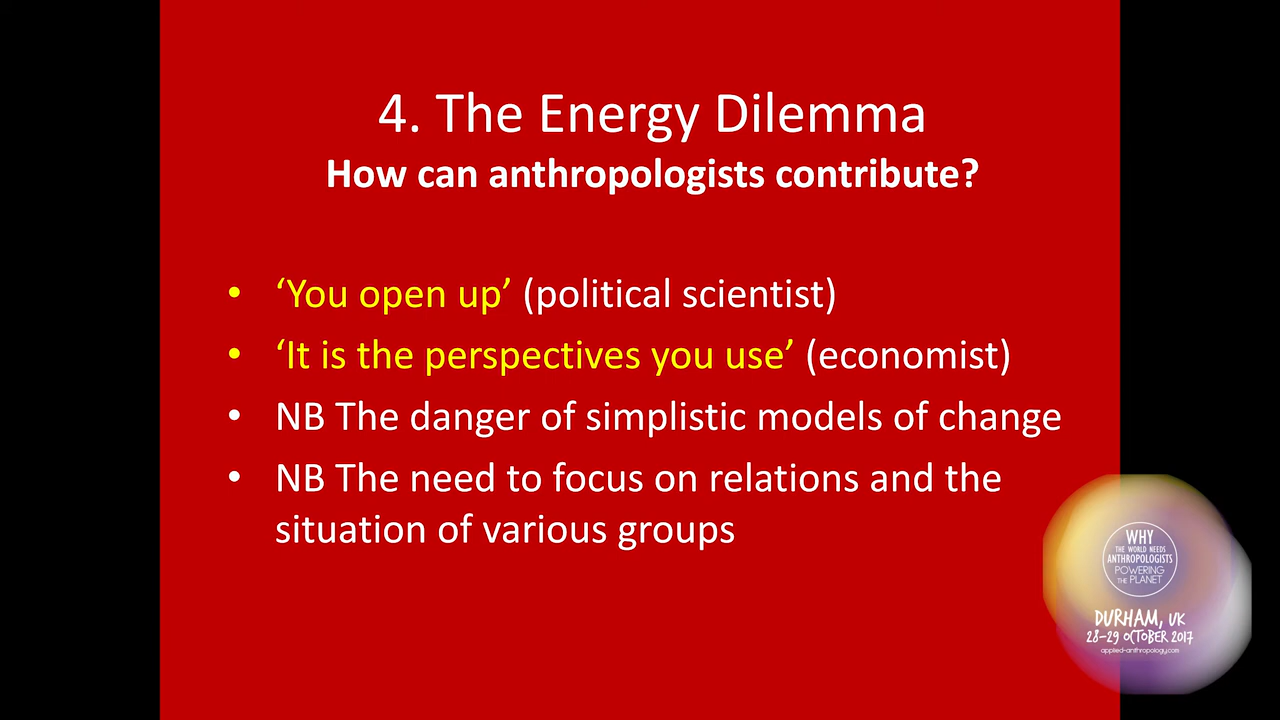 4. The Energy Dilemma
How can anthropologists contribute?
• ‘You open up’ (political scientist)
• ‘It is the perspectives you use’ (economist)
• NB The danger of simplistic models of change
• NB The need to focus on relations and the
situation of various groups
WHY
THE WORLD NEEDS
ANTHROPOLOGISTS
POWERING
THE PLANET
DURHAM, UK
28-29 OCTOBER 2017
applied-anthropology.com